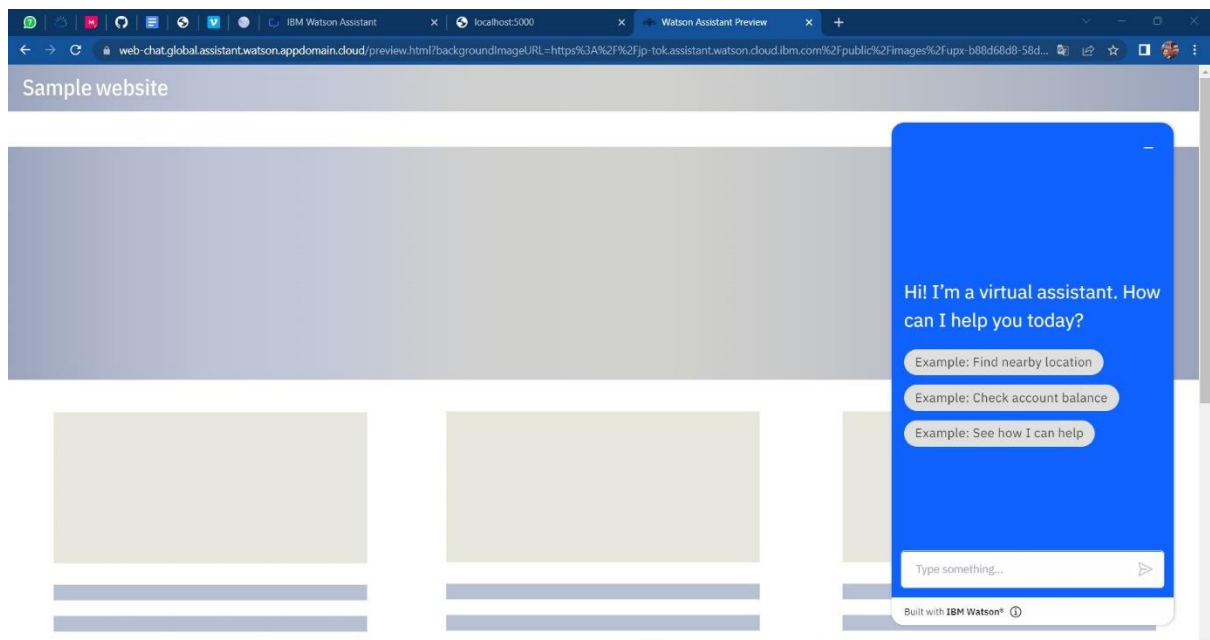 IBM Watson Assistant
localhost:5000
Watson Assistant Preview
web-chat.global.assistant.watson.appdomain.cloud/preview.html?backgroundImageURL=https%3A%2F%2Fjp-tok.assistant.watson.cloud.ibm.com%2Fpublic%2Fimages%2Fupx-b88d68d8-58d...
Sample website
Hi! I’m a virtual assistant. How
can I help you today?
Example: Find nearby location
Example: Check account balance
Example: See how I can help
Type something...
Built with IBM Watson®